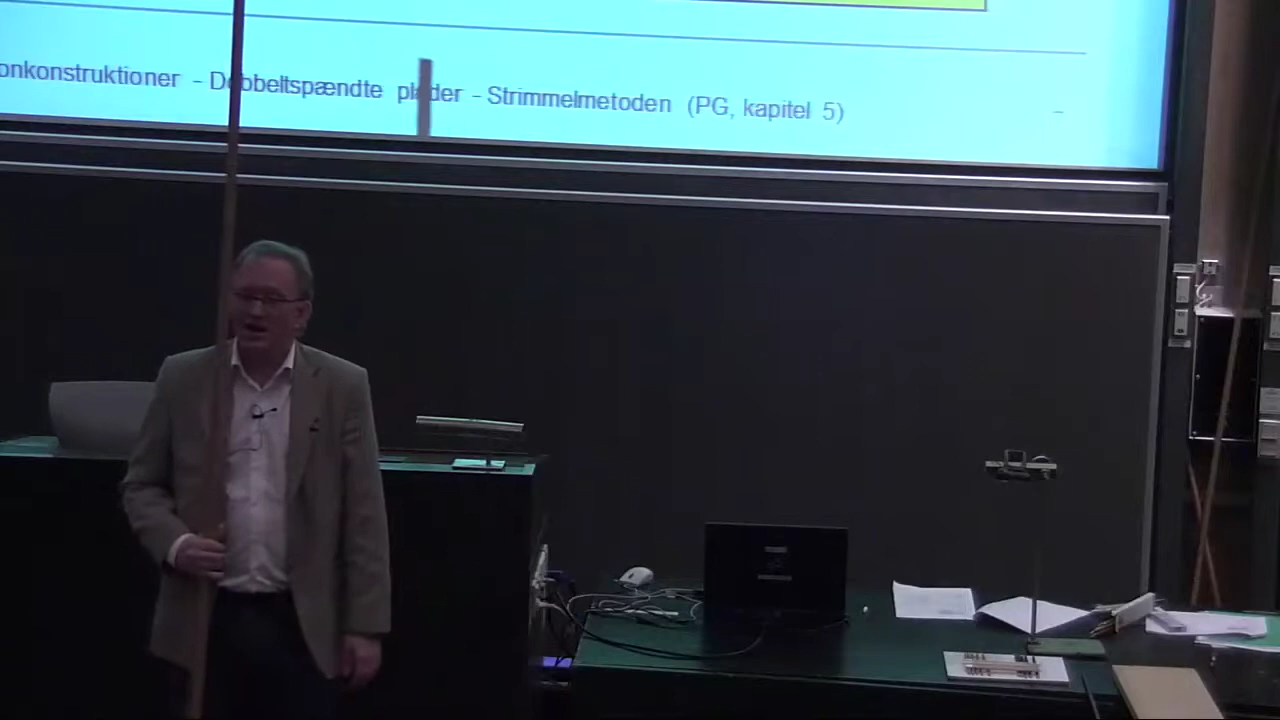 onkonstruktioner - Dobbeltspændte plader - Strimmelmetoden (PG, kapitel 5)